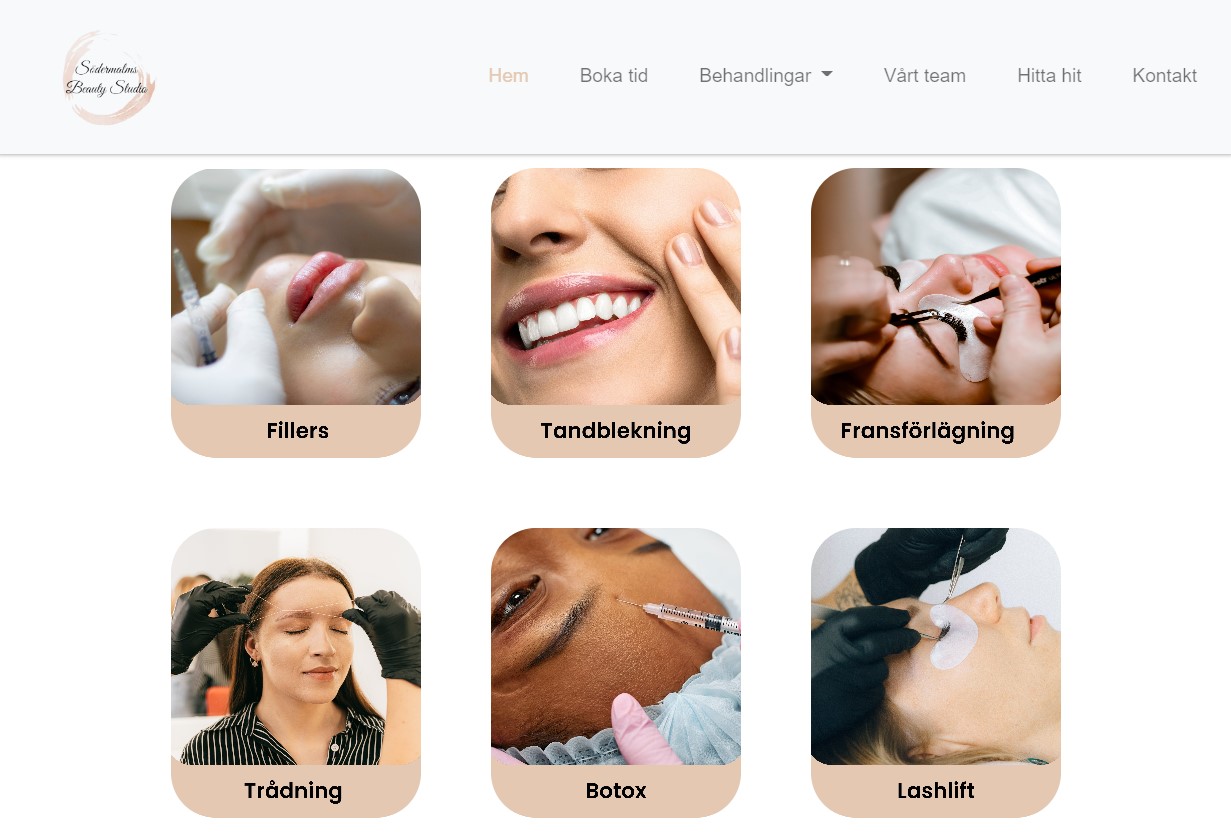 Södermalms
Beauty Studio
Hem
Boka tid
Behandlingar
Vårt team
Hitta hit
Kontakt
Fillers
Tandblekning
Fransförlägning
Trådning
Botox
Lashlift